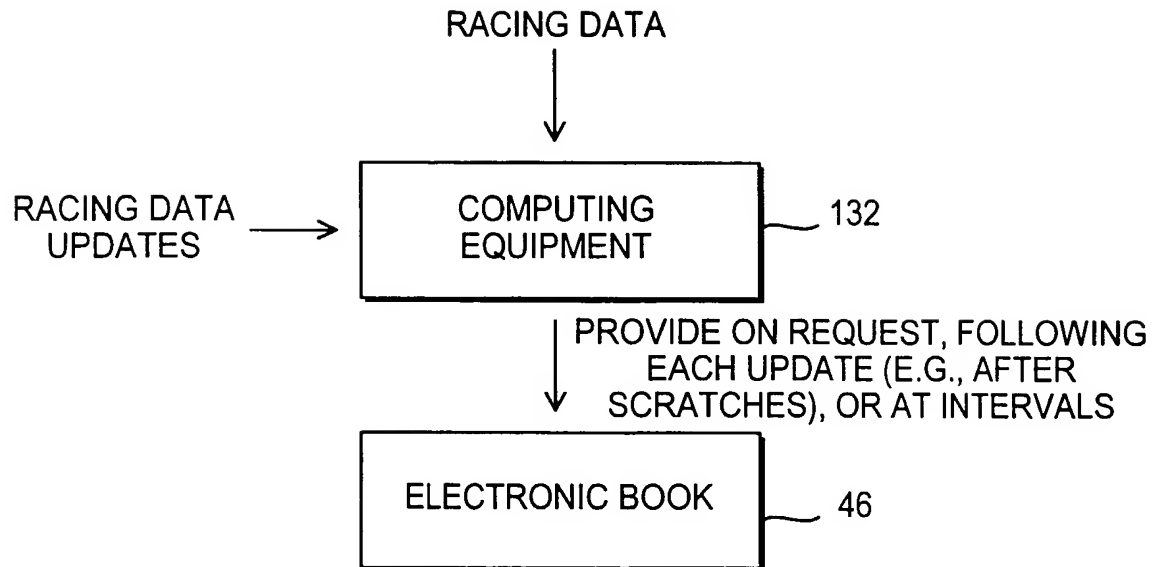 RACING DATA
RACING DATA
UPDATES
COMPUTING
EQUIPMENT
132
PROVIDE ON REQUEST, FOLLOWING
EACH UPDATE (E.G., AFTER
SCRATCHES), OR AT INTERVALS
ELECTRONIC BOOK
46